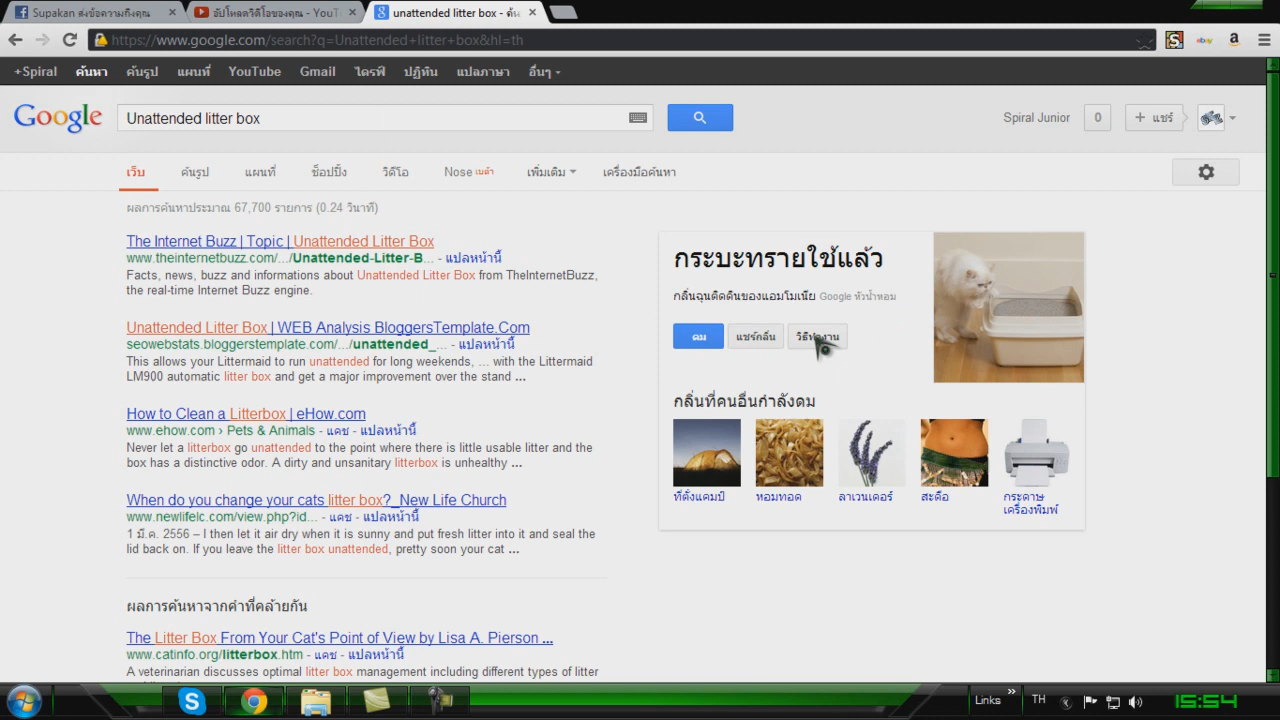 Supakan ส่งข้อความถึงคุณ
อัปโหลดวิดีโอของคุณ - YouT
unattended litter box - ค้น
https://www.google.com/search?q=Unattended+litter+box&hl=th
+Spiral ค้นหา ค้นรูป แผนที่ YouTube Gmail ไดรฟ์ ปฏิทิน แปลภาษา อื่นๆ
Google
Unattended litter box
Spiral Junior 0 + แชร์
เว็บ ค้นรูป แผนที่ ช็อปปิ้ง วิดีโอ Nose เบต้า เพิ่มเติม เครื่องมือค้นหา
ผลการค้นหาประมาณ 67,700 รายการ (0.24 วินาที)
The Internet Buzz | Topic | Unattended Litter Box
www.theinternetbuzz.com/.../Unattended-Litter-B... - แปลหน้านี้
Facts, news, buzz and informations about Unattended Litter Box from TheInternetBuzz,
the real-time Internet Buzz engine.
Unattended Litter Box | WEB Analysis BloggersTemplate.Com
seowebstats.bloggerstemplate.com/.../unattended_... - แปลหน้านี้
This allows your Littermaid to run unattended for long weekends, ... with the Littermaid
LM900 automatic litter box and get a major improvement over the stand ...
How to Clean a Litterbox | eHow.com
www.ehow.com › Pets & Animals - แคช - แปลหน้านี้
Never let a litterbox go unattended to the point where there is little usable litter and the
box has a distinctive odor. A dirty and unsanitary litterbox is unhealthy ...
When do you change your cats litter box?_New Life Church
www.newlifelc.com/view.php?id... - แคช - แปลหน้านี้
1 มี.ค. 2556 – I then let it air dry when it is sunny and put fresh litter into it and seal the
lid back on. If you leave the litter box unattended, pretty soon your cat ...
ผลการค้นหาจากคำที่คล้ายกัน
The Litter Box From Your Cat's Point of View by Lisa A. Pierson ...
www.catinfo.org/litterbox.htm - แคช - แปลหน้านี้
A veterinarian discusses optimal litter box management including different types of litter
กระบะทรายใช้แล้ว
กลิ่นฉุนติดดินของแอมโมเนีย Google หัวน้ำหอม
ดม แชร์กลิ่น วิธีทำงาน
กลิ่นที่คนอื่นกำลังดม
ที่ตั้งแคมป์ หอมทอด ลาเวนเดอร์ สะดือ กระดาษ
เครื่องพิมพ์
Links TH 15:54